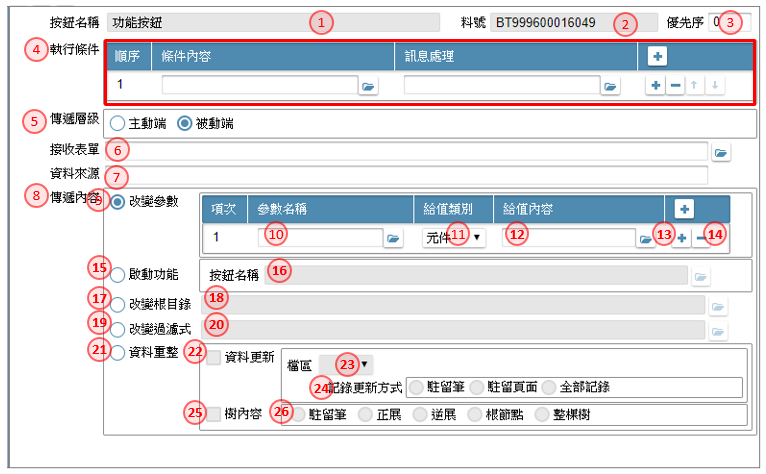 按鈕名稱 功能按鈕 1 料號 BT999600016049 2 優先序 0 3
4 執行條件 順序 條件內容 訊息處理 +
1 + − ↑ ↓
5 傳遞層級 主動端 被動端
接收表單 6
資料來源 7
8 傳遞內容 9 改變參數 項次 參數名稱 給值類別 給值內容 +
1 10 元件 11 ▼ 12 13 + − 14
15 啟動功能 按鈕名稱 16
17 改變根目錄 18
19 改變過濾式 20
21 資料重整 22 資料更新 檔區 23 ▼
24 記錄更新方式 駐留筆 駐留頁面 全部記錄
25 樹內容 26 駐留筆 正展 逆展 根節點 整棵樹